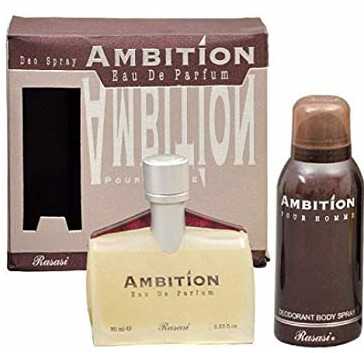 Deo Spray
AMBITION
Eau De Parfum
AMBITION
POUR
Rasasi
AMBITION
Eau De Parfum
Rasasi
AMBITION
POUR HOMME
DEODORANT BODY SPRAY
Rasasi